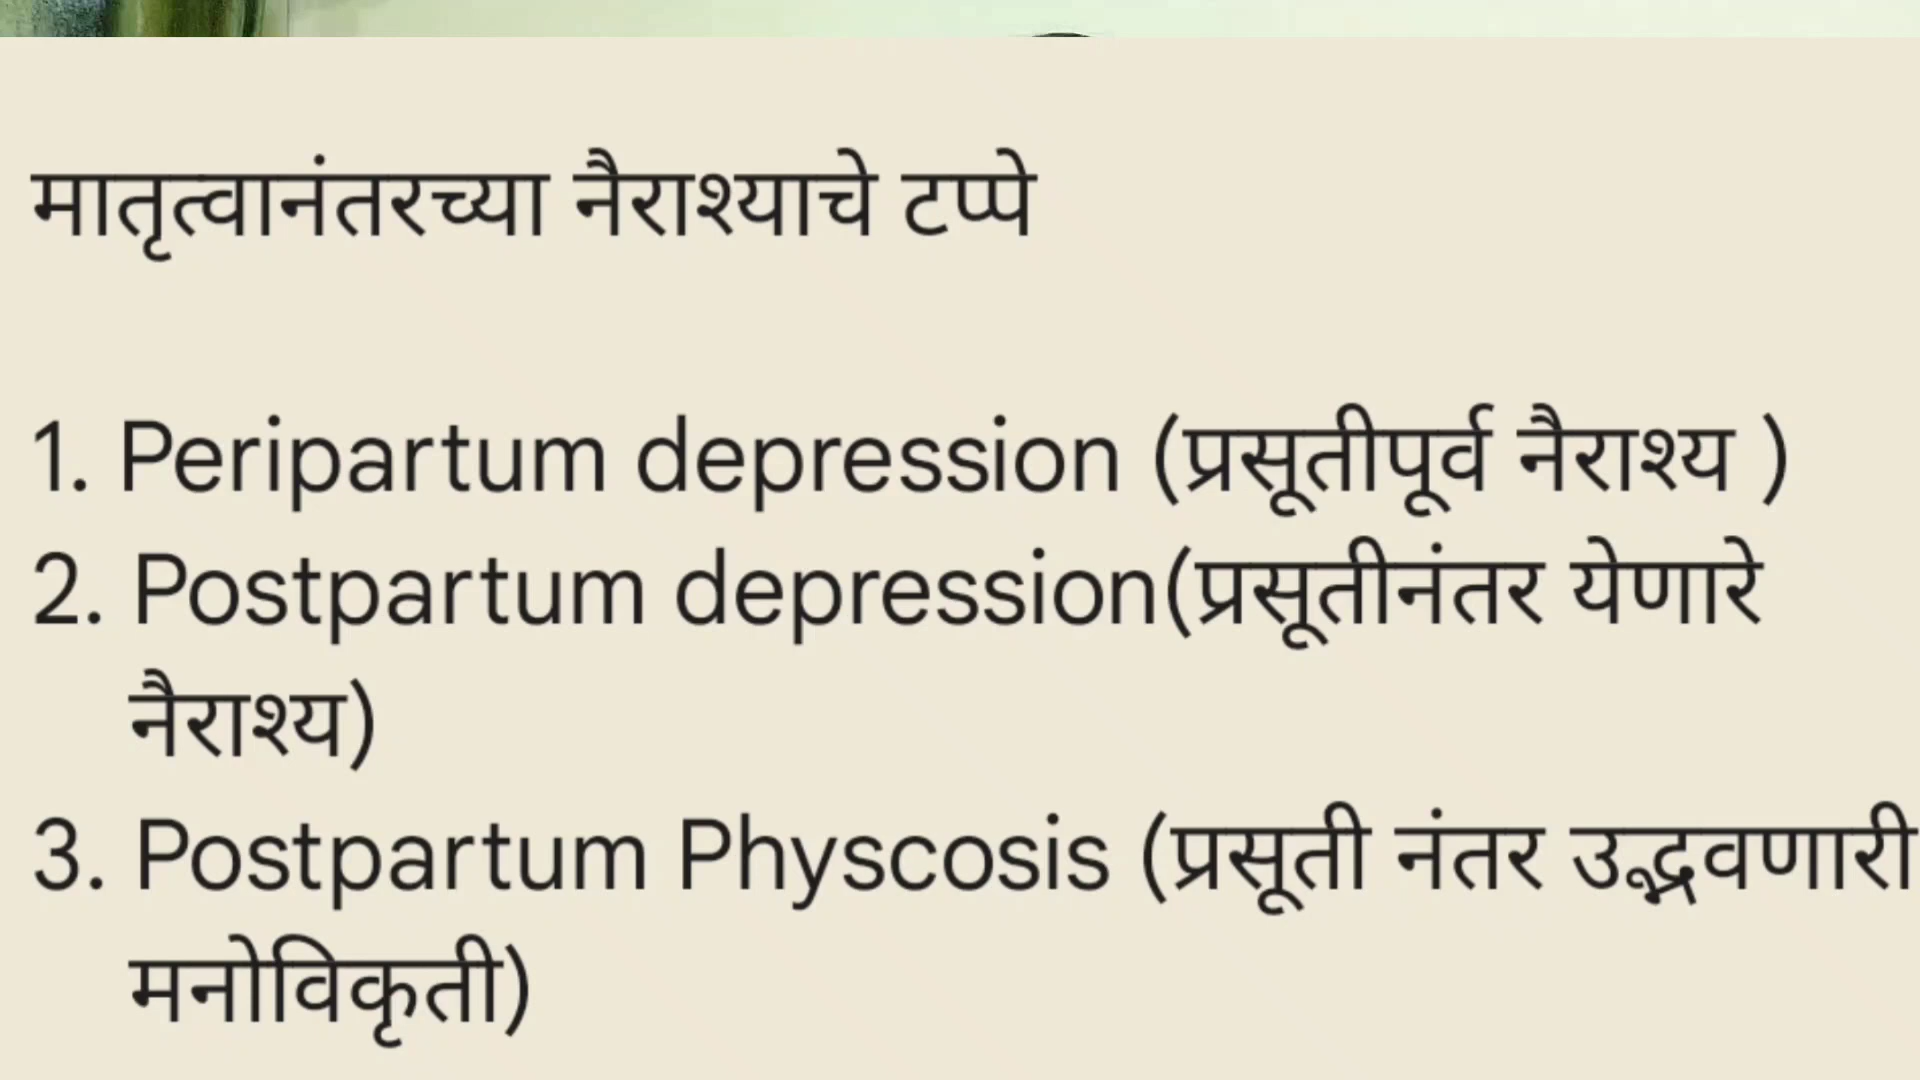 मातृत्वानंतरच्या नैराश्याचे टप्पे
1. Peripartum depression (प्रसूतीपूर्व नैराश्य )
2. Postpartum depression(प्रसूतीनंतर येणारे
नैराश्य)
3. Postpartum Physcosis (प्रसूती नंतर उद्भवणारी
मनोविकृती)